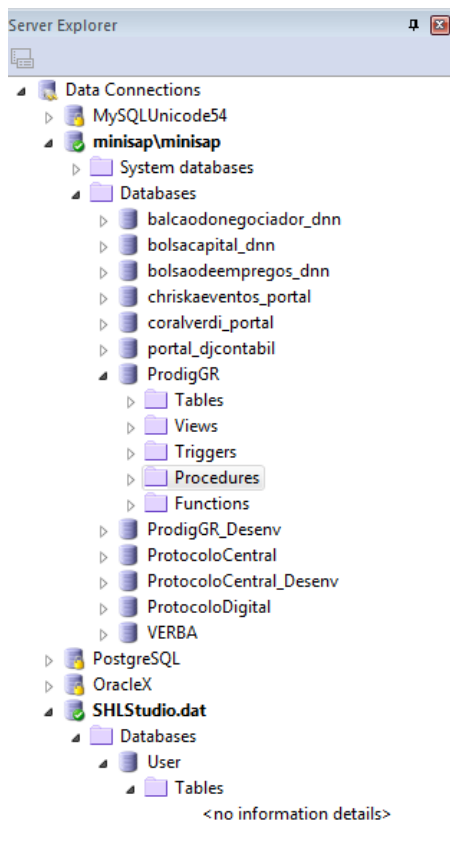 Server Explorer
Data Connections
MySQLUnicode54
minisap\minisap
System databases
Databases
balcaodonegociador_dnn
bolsacapital_dnn
bolsaodeempregos_dnn
chriskaeventos_portal
coralverdi_portal
portal_djcontabil
ProdigGR
Tables
Views
Triggers
Procedures
Functions
ProdigGR_Desenv
ProtocoloCentral
ProtocoloCentral_Desenv
ProtocoloDigital
VERBA
PostgreSQL
OracleX
SHLStudio.dat
Databases
User
Tables
<no information details>